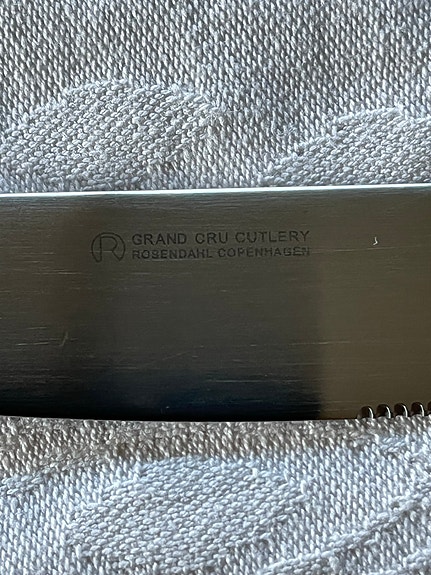 R GRAND CRU CUTLERY
ROSENDAHL COPENHAGEN